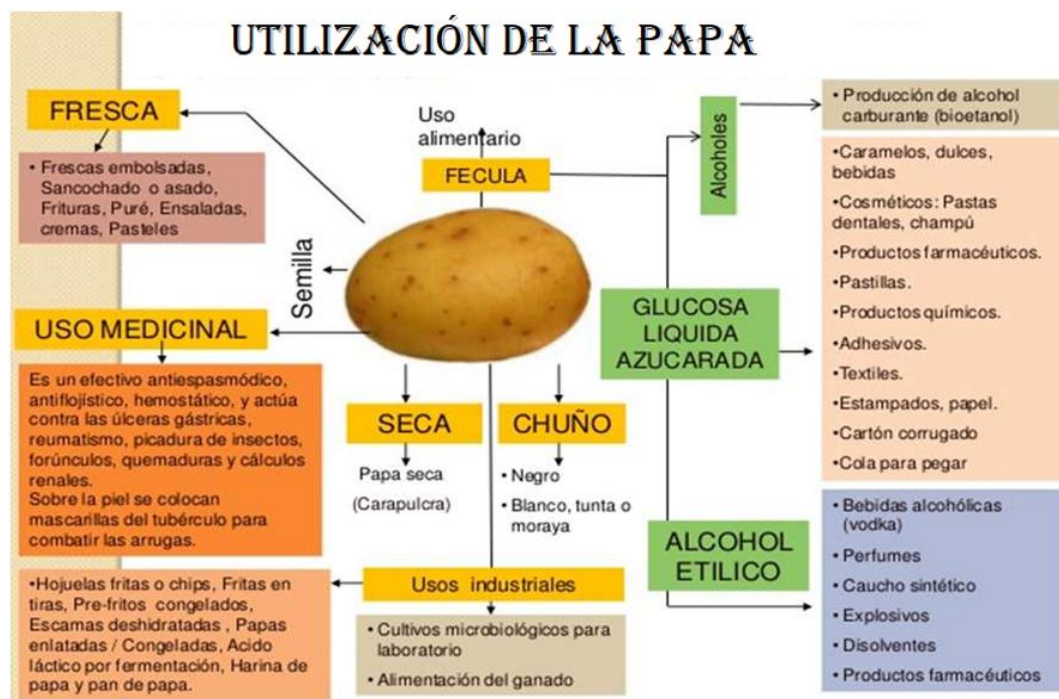 UTILIZACIÓN DE LA PAPA
FRESCA
• Frescas embolsadas,
Sancochado o asado,
Frituras, Puré, Ensaladas,
cremas, Pasteles
Uso
alimentario
FECULA
Semilla
USO MEDICINAL
Es un efectivo antiespasmódico,
antiflojístico, hemostático, y actúa
contra las úlceras gástricas,
reumatismo, picadura de insectos,
forúnculos, quemaduras y cálculos
renales.
Sobre la piel se colocan
mascarillas del tubérculo para
combatir las arrugas.
SECA
Papa seca
(Carapulcra)
CHUÑO
• Negro
• Blanco, tunta o
moraya
Usos industriales
•Hojuelas fritas o chips, Fritas en
tiras, Pre-fritos congelados,
Escamas deshidratadas , Papas
enlatadas / Congeladas, Acido
láctico por fermentación, Harina de
papa y pan de papa.
• Cultivos microbiológicos para
laboratorio
• Alimentación del ganado
Alcoholes
• Producción de alcohol
carburante (bioetanol)
GLUCOSA
LIQUIDA
AZUCARADA
•Caramelos, dulces,
bebidas
•Cosméticos: Pastas
dentales, champú
•Productos farmacéuticos.
•Pastillas.
•Productos químicos.
•Adhesivos.
•Textiles.
•Estampados, papel.
•Cartón corrugado
•Cola para pegar
ALCOHOL
ETILICO
• Bebidas alcohólicas
(vodka)
• Perfumes
• Caucho sintético
• Explosivos
• Disolventes
• Productos farmacéuticos